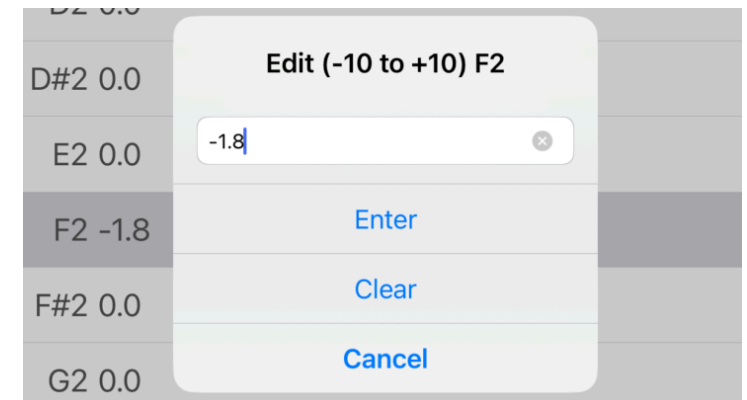 Edit (-10 to +10) F2
D#2 0.0
-1.8
E2 0.0
F2 -1.8
Enter
Clear
F#2 0.0
Cancel
G2 0.0